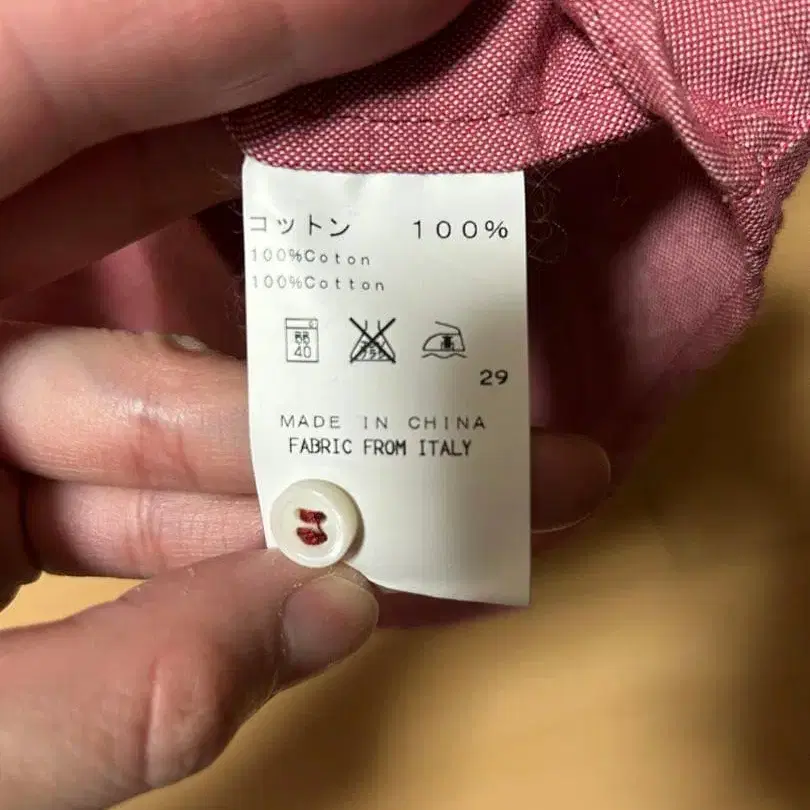 コットン 100%
100%Coton
100%Cotton
40
29
MADE IN CHINA
FABRIC FROM ITALY